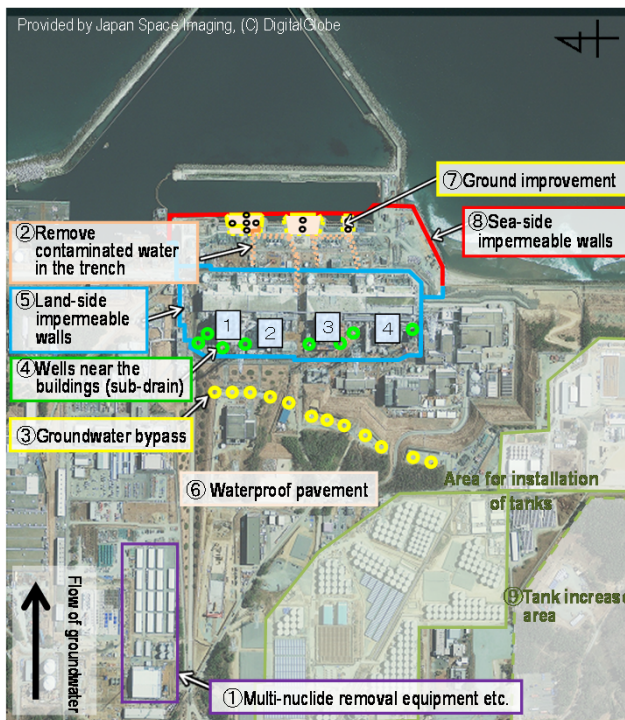 Provided by Japan Space Imaging, (C) DigitalGlobe
⑦Ground improvement
②Remove
contaminated water
in the trench
⑧Sea-side
impermeable walls
⑤Land-side
impermeable
walls
1
2
3
4
④Wells near the
buildings (sub-drain)
③Groundwater bypass
Area for installation
of tanks
⑥ Waterproof pavement
⑨Tank increase
area
Flow of groundwater
①Multi-nuclide removal equipment etc.